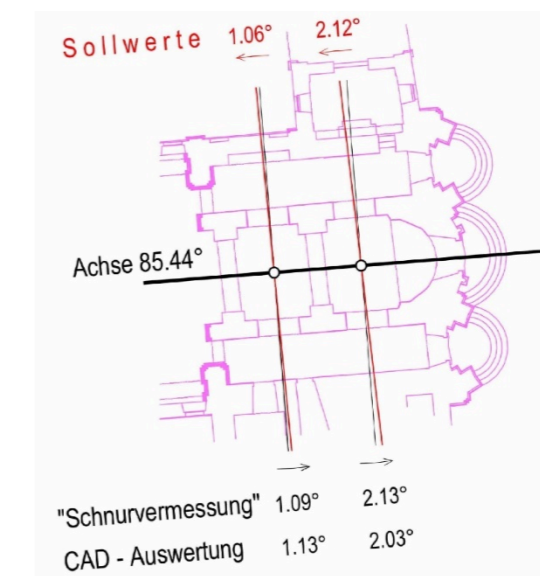 Sollwerte 1.06° 2.12°
Achse 85.44°
"Schnurvermessung" 1.09° 2.13°
CAD - Auswertung 1.13° 2.03°